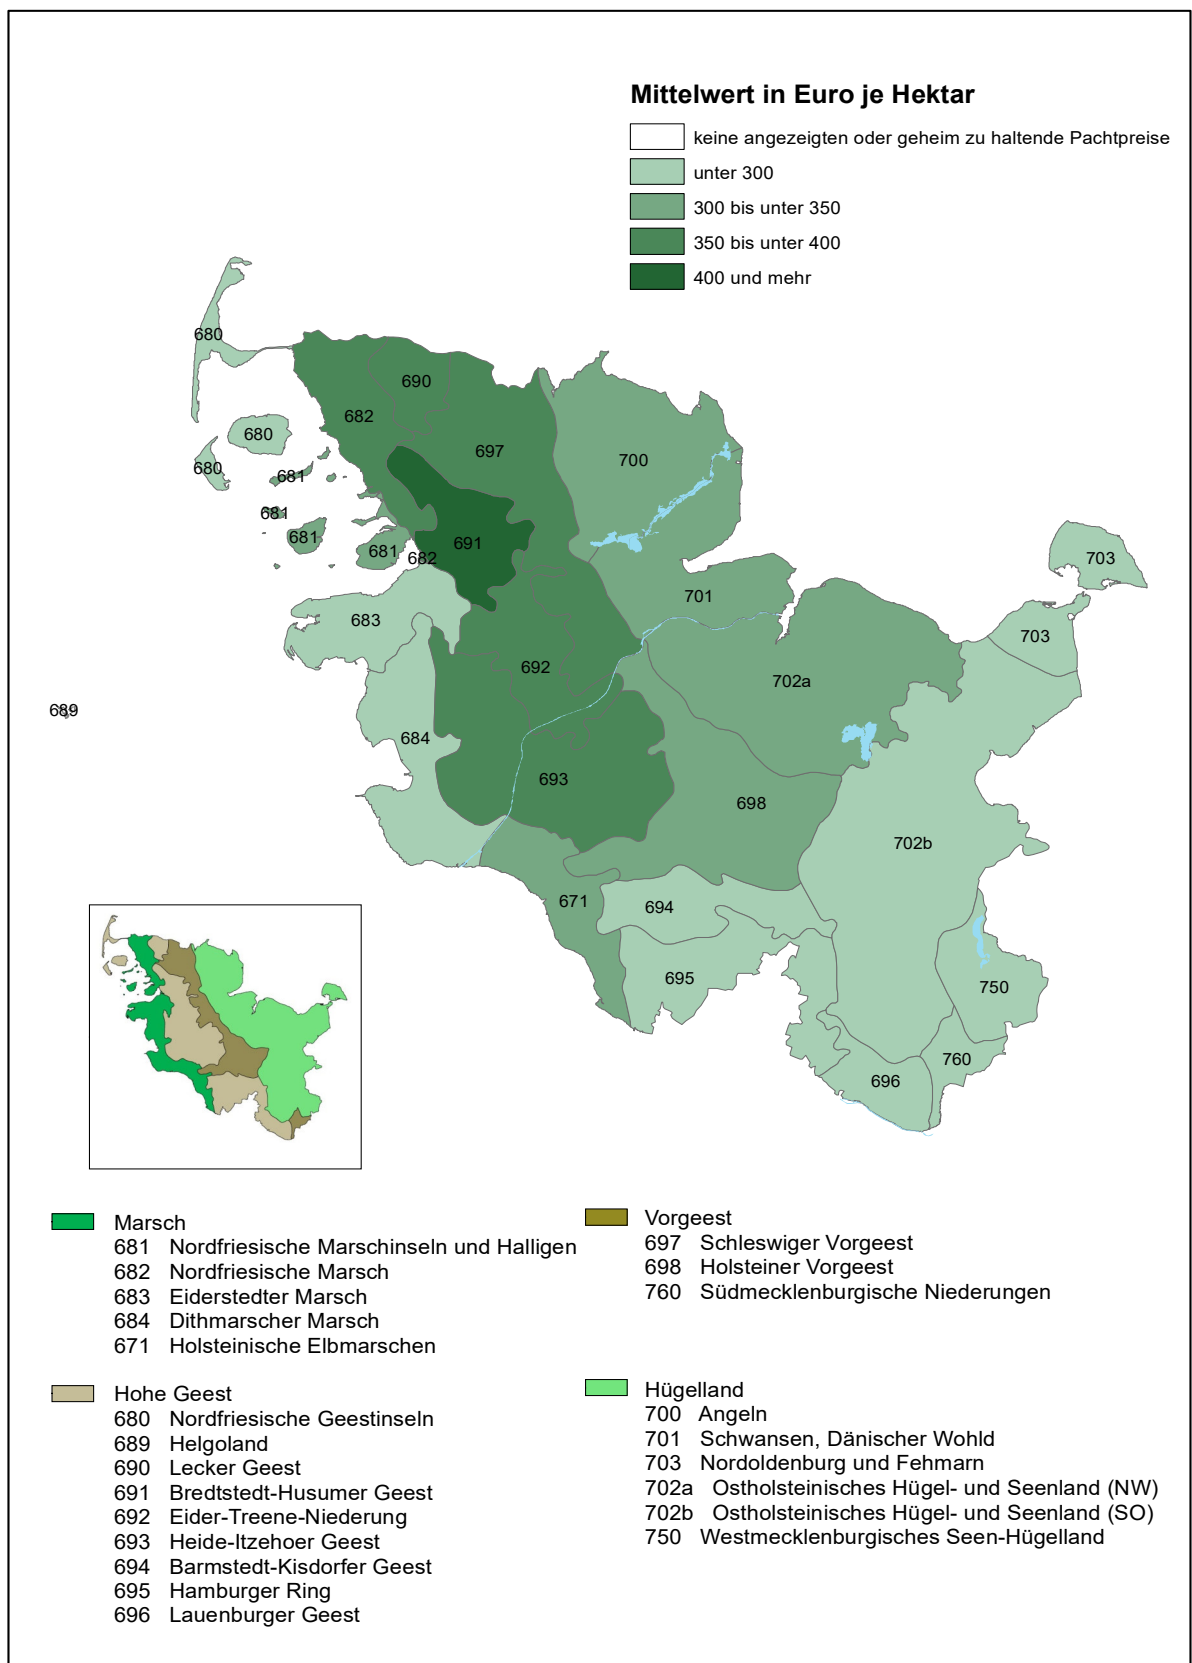 Mittelwert in Euro je Hektar
keine angezeigten oder geheim zu haltende Pachtpreise
unter 300
300 bis unter 350
350 bis unter 400
400 und mehr
680
690
682
680
697
700
680
681
681
681
681
682
691
703
701
683
703
692
702a
689
684
693
698
702b
671
694
695
750
760
696
Marsch
681 Nordfriesische Marschinseln und Halligen
682 Nordfriesische Marsch
683 Eiderstedter Marsch
684 Dithmarscher Marsch
671 Holsteinische Elbmarschen
Hohe Geest
680 Nordfriesische Geestinseln
689 Helgoland
690 Lecker Geest
691 Bredtstedt-Husumer Geest
692 Eider-Treene-Niederung
693 Heide-Itzehoer Geest
694 Barmstedt-Kisdorfer Geest
695 Hamburger Ring
696 Lauenburger Geest
Vorgeest
697 Schleswiger Vorgeest
698 Holsteiner Vorgeest
760 Südmecklenburgische Niederungen
Hügelland
700 Angeln
701 Schwansen, Dänischer Wohld
703 Nordoldenburg und Fehmarn
702a Ostholsteinisches Hügel- und Seenland (NW)
702b Ostholsteinisches Hügel- und Seenland (SO)
750 Westmecklenburgisches Seen-Hügelland